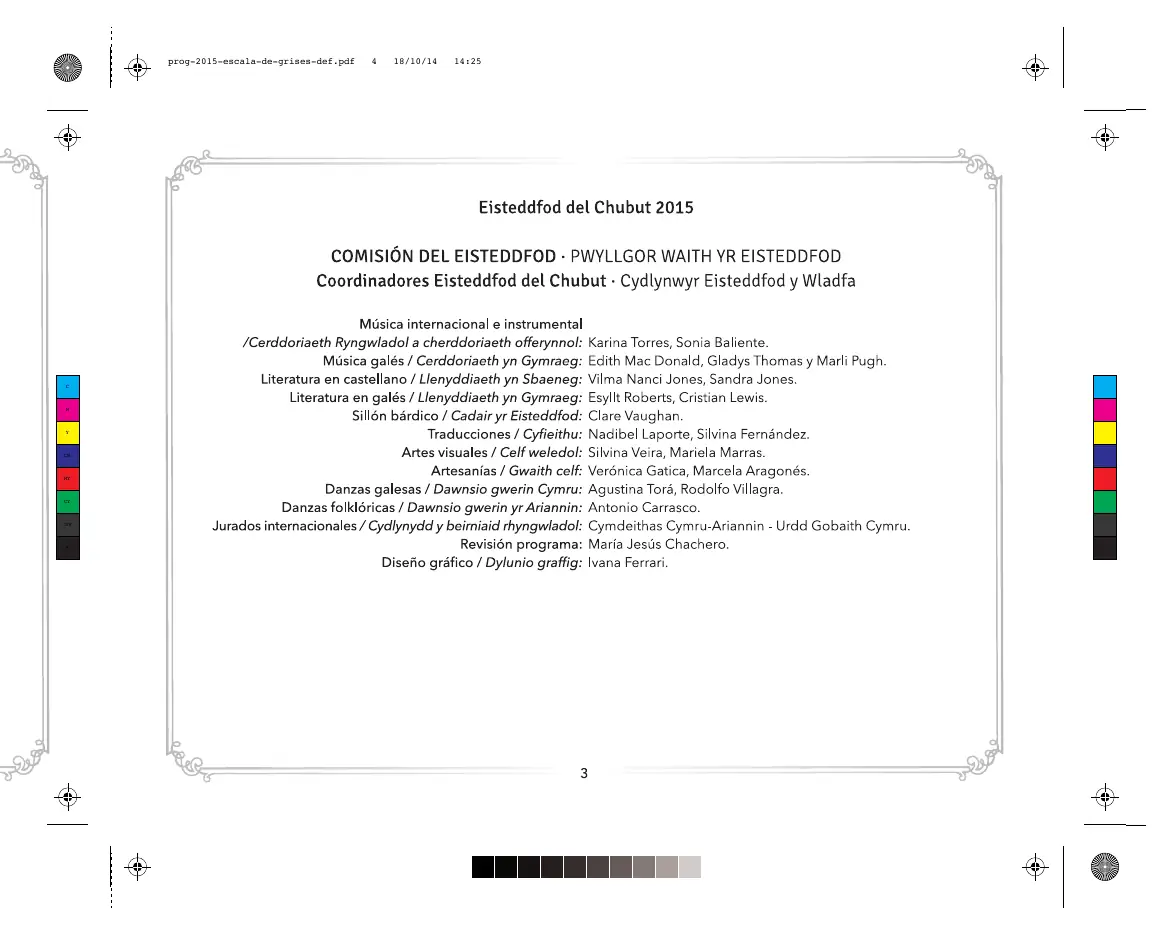 prog-2015-escala-de-grises-def.pdf 4 18/10/14 14:25
Eisteddfod del Chubut 2015
COMISIÓN DEL EISTEDDFOD · PWYLLGOR WAITH YR EISTEDDFOD
Coordinadores Eisteddfod del Chubut · Cydlynwyr Eisteddfod y Wladfa
Música internacional e instrumental
/Cerddoriaeth Ryngwladol a cherddoriaeth offerynnol: Karina Torres, Sonia Baliente.
Música galés / Cerddoriaeth yn Gymraeg: Edith Mac Donald, Gladys Thomas y Marli Pugh.
Literatura en castellano / Llenyddiaeth yn Sbaeneg: Vilma Nanci Jones, Sandra Jones.
Literatura en galés / Llenyddiaeth yn Gymraeg: Esyllt Roberts, Cristian Lewis.
Sillón bárdico / Cadair yr Eisteddfod: Clare Vaughan.
Traducciones / Cyfieithu: Nadibel Laporte, Silvina Fernández.
Artes visuales / Celf weledol: Silvina Veira, Mariela Marras.
Artesanías / Gwaith celf: Verónica Gatica, Marcela Aragonés.
Danzas galesas / Dawnsio gwerin Cymru: Agustina Torá, Rodolfo Villagra.
Danzas folklóricas / Dawnsio gwerin yr Ariannin: Antonio Carrasco.
Jurados internacionales / Cydlynydd y beirniaid rhyngwladol: Cymdeithas Cymru-Ariannin - Urdd Gobaith Cymru.
Revisión programa: María Jesús Chachero.
Diseño gráfico / Dylunio graffig: Ivana Ferrari.
3
C
M
Y
CM
MY
CY
CMY
K